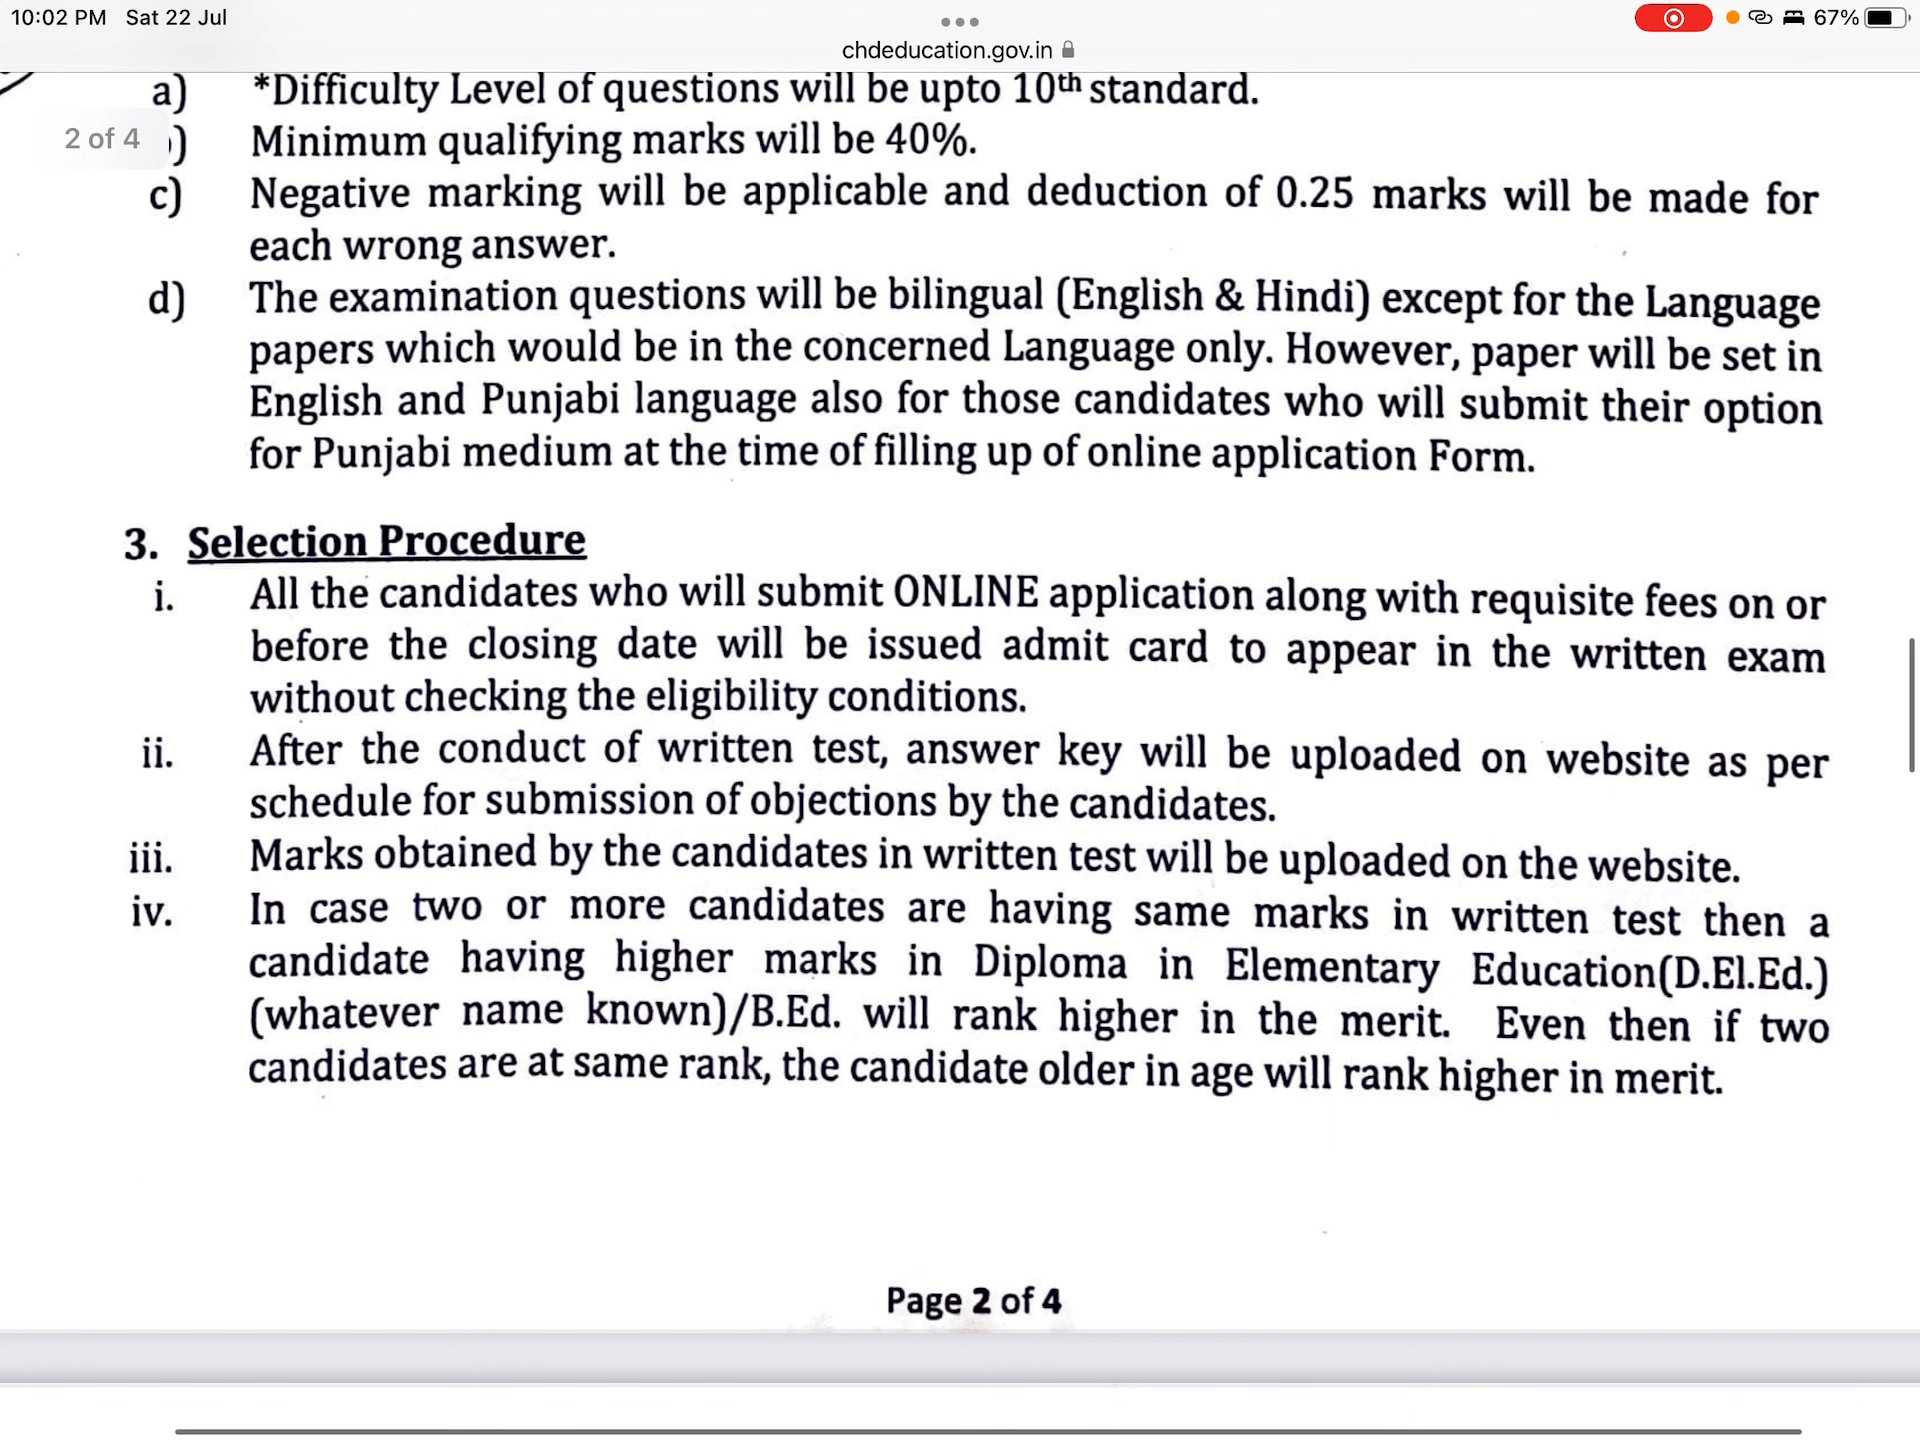 10:02 PM Sat 22 Jul
67%
chdeducation.gov.in
a) *Difficulty Level of questions will be upto 10th standard.
2 of 4 ) Minimum qualifying marks will be 40%.
c) Negative marking will be applicable and deduction of 0.25 marks will be made for
each wrong answer.
d) The examination questions will be bilingual (English & Hindi) except for the Language
papers which would be in the concerned Language only. However, paper will be set in
English and Punjabi language also for those candidates who will submit their option
for Punjabi medium at the time of filling up of online application Form.
3. Selection Procedure
i. All the candidates who will submit ONLINE application along with requisite fees on or
before the closing date will be issued admit card to appear in the written exam
without checking the eligibility conditions.
ii. After the conduct of written test, answer key will be uploaded on website as per
schedule for submission of objections by the candidates.
iii. Marks obtained by the candidates in written test will be uploaded on the website.
iv. In case two or more candidates are having same marks in written test then a
candidate having higher marks in Diploma in Elementary Education(D.El.Ed.)
(whatever name known)/B.Ed. will rank higher in the merit. Even then if two
candidates are at same rank, the candidate older in age will rank higher in merit.
Page 2 of 4